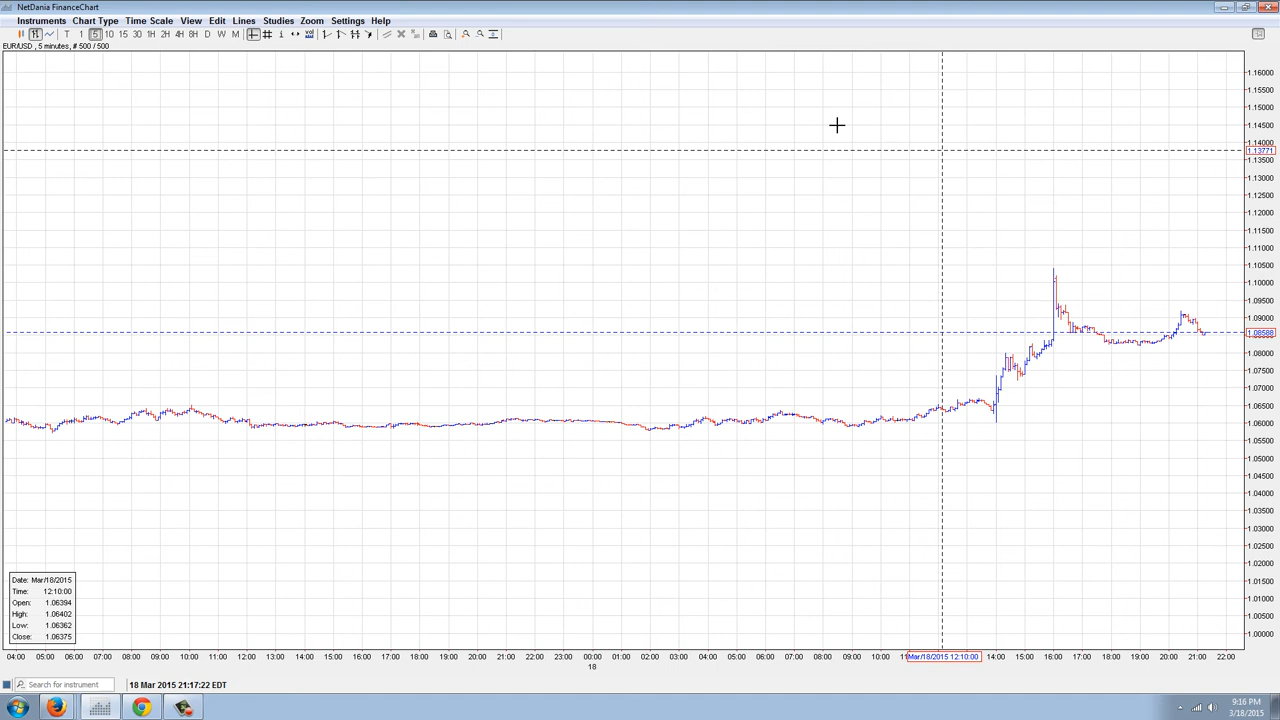 NetDania FinanceChart
Instruments Chart Type Time Scale View Edit Lines Studies Zoom Settings Help
T 1 5 10 15 30 1H 2H 4H 8H D W M
EUR/USD , 5 minutes, # 500 / 500
1.16000
1.15500
1.15000
1.14500
1.14000
1.13771
1.13500
1.13000
1.12500
1.12000
1.11500
1.11000
1.10500
1.10000
1.09500
1.09000
1.08588
1.08000
1.07500
1.07000
1.06500
1.06000
1.05500
1.05000
1.04500
1.04000
1.03500
1.03000
1.02500
1.02000
1.01500
1.01000
1.00500
1.00000
Date: Mar/18/2015
Time: 12:10:00
Open: 1.06394
High: 1.06402
Low: 1.06362
Close: 1.06375
04:00 05:00 06:00 07:00 08:00 09:00 10:00 11:00 12:00 13:00 14:00 15:00 16:00 17:00 18:00 19:00 20:00 21:00 22:00 23:00 00:00 01:00 02:00 03:00 04:00 05:00 06:00 07:00 08:00 09:00 10:00 Mar/18/2015 12:10:00 14:00 15:00 16:00 17:00 18:00 19:00 20:00 21:00 22:00
18
Search for instrument 18 Mar 2015 21:17:22 EDT
9:16 PM
3/18/2015